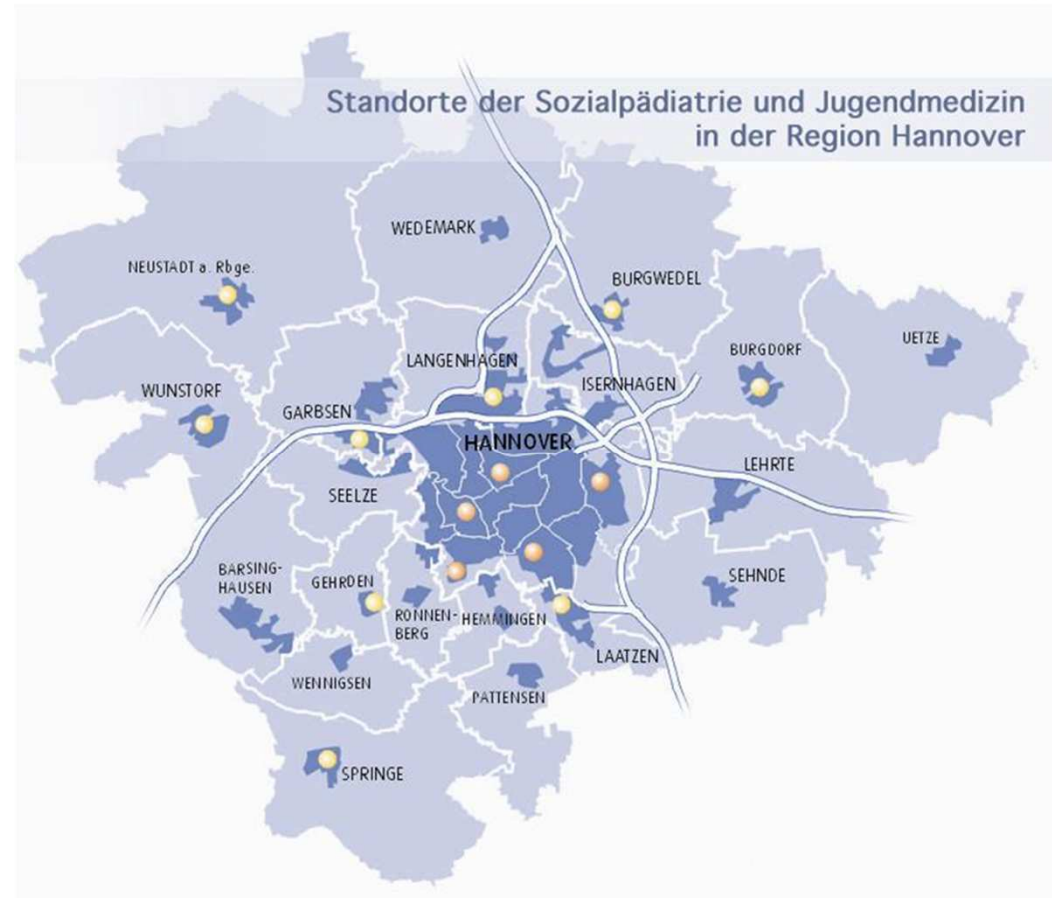 Standorte der Sozialpädiatrie und Jugendmedizin
in der Region Hannover
WEDEMARK
NEUSTADT a. Rbge.
BURGWEDEL
UETZE
BURGDORF
LANGENHAGEN
ISERNHAGEN
WUNSTORF
GARBSEN
HANNOVER
LEHRTE
SEELZE
BARSING-
HAUSEN
GEHRDEN
SEHNDE
RONNEN-
BERG
HEMMINGEN
LAATZEN
WENNIGSEN
PATTENSEN
SPRINGE